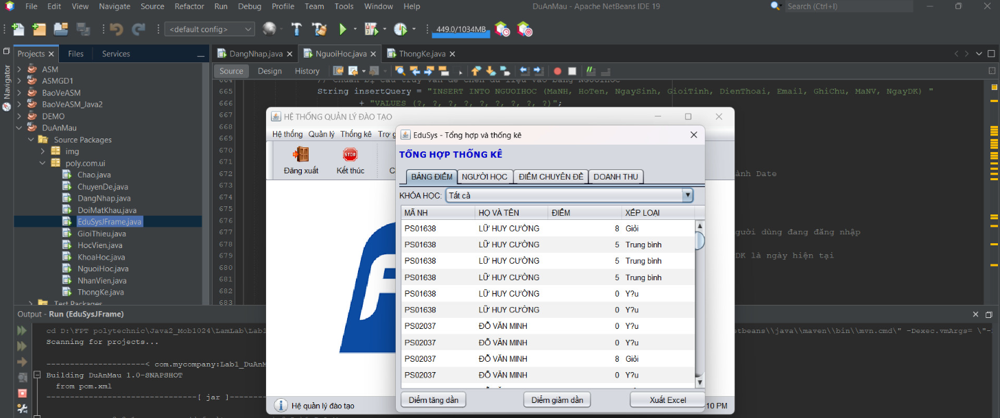 File Edit View Navigate Source Refactor Run Debug Profile Team Tools Window Help DuAnMau - Apache NetBeans IDE 19 Search (Ctrl+I)
<default config> 449.0/1034MB
Projects Files Services DangNhap.java NguoiHoc.java ThongKe.java
Navigator
Source Design History
ASM
ASMGD1
BaoVeASM
BaoVeASM_Java2
DEMO
DuAnMau
Source Packages
img
poly.com.ui
Chao.java
ChuyenDe.java
DangNhap.java
DoiMatKhau.java
EduSysJFrame.java
GioiThieu.java
HocVien.java
KhoaHoc.java
NguoiHoc.java
NhanVien.java
ThongKe.java
Test Packages
664 // Chuẩn bị câu truy vấn để chèn dữ liệu vào bảng NGUOIHOC
665 String insertQuery = "INSERT INTO NGUOIHOC (MaNH, HoTen, NgaySinh, GioiTinh, DienThoai, Email, GhiChu, MaNV, NgayDK) "
666 + "VALUES (?, ?, ?, ?, ?, ?, ?, ?, ?)";
667
668
669
670
671
672 ành Date
673
674
675
676
677 gười dùng đang đăng nhập
678
679 DK là ngày hiện tại
680
681
682
683
HỆ THỐNG QUẢN LÝ ĐÀO TẠO
Hệ thống Quản lý Thống kê Trợ g
Đăng xuất Kết thúc C
STOP
EduSys - Tổng hợp và thống kê
TỔNG HỢP THỐNG KÊ
BẢNG ĐIỂM NGƯỜI HỌC ĐIỂM CHUYÊN ĐỀ DOANH THU
KHÓA HỌC: Tất cả
MÃ NH HỌ VÀ TÊN ĐIỂM XẾP LOẠI
PS01638 LỮ HUY CƯỜNG 8 Giỏi
PS01638 LỮ HUY CƯỜNG 5 Trung bình
PS01638 LỮ HUY CƯỜNG 5 Trung bình
PS01638 LỮ HUY CƯỜNG 5 Trung bình
PS01638 LỮ HUY CƯỜNG 0 Y?u
PS01638 LỮ HUY CƯỜNG 0 Y?u
PS02037 ĐỖ VĂN MINH 0 Y?u
PS02037 ĐỖ VĂN MINH 0 Y?u
PS02037 ĐỖ VĂN MINH 8 Giỏi
PS02037 ĐỖ VĂN MINH 0 Y?u
Điểm tăng dần Điểm giảm dần Xuất Excel
Hệ quản lý đào tạo 10 PM
Output - Run (EduSysJFrame)
cd D:\FPT polytechnic\Java2_Mob1024\LamLab\Lab1 etbeans\\java\\maven\\bin\\mvn.cmd\" -Dexec.vmArgs= \"-
Scanning for projects...
---------------------< com.mycompany:Lab1_DuAnM
Building DuAnMau 1.0-SNAPSHOT
from pom.xml
--------------------------------[ jar ]--------